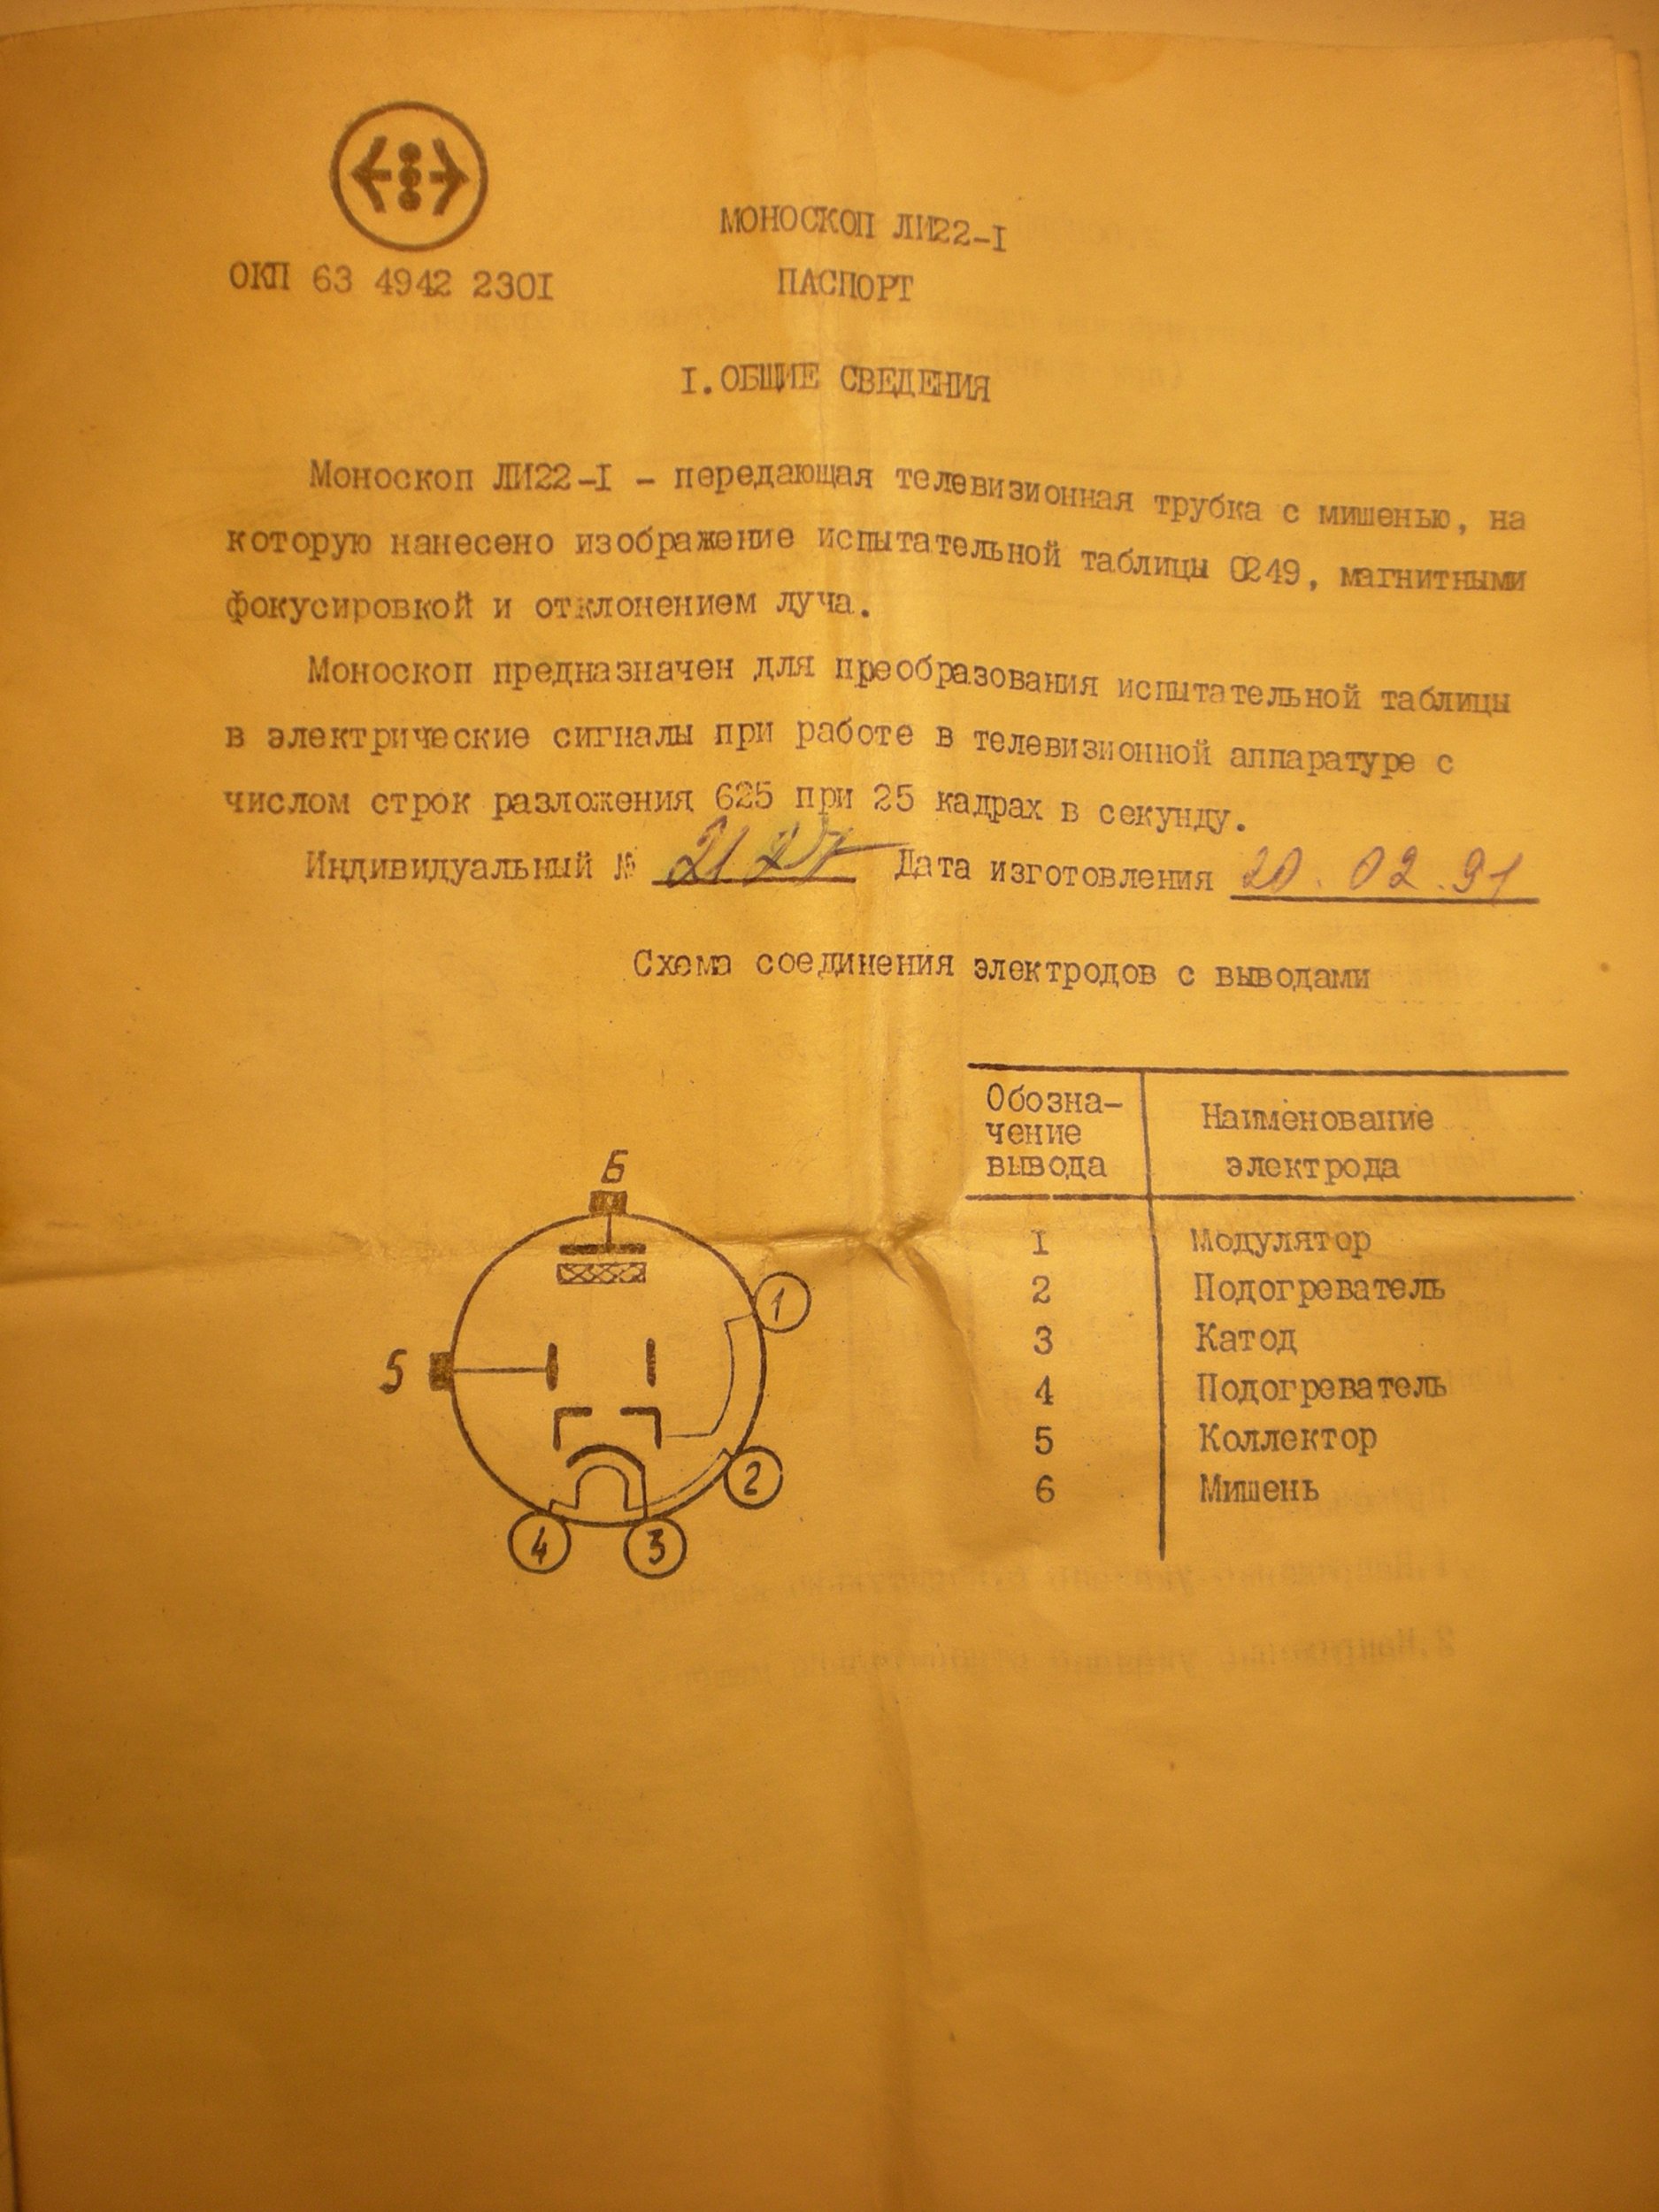 МОНОСКОП ЛИ22-I
ОКП 63 4942 230I
ПАСПОРТ
I.ОБЩИЕ СВЕДЕНИЯ
Моноскоп ЛИ22-I - передающая телевизионная трубка с мишенью, на
которую нанесено изображение испытательной таблицы 0249, магнитными
фокусировкой и отклонением луча.
Моноскоп предназначен для преобразования испытательной таблицы
в электрические сигналы при работе в телевизионной аппаратуре с
числом строк разложения 625 при 25 кадрах в секунду.
Индивидуальный № 2127 Дата изготовления 20.02.91
Схема соединения электродов с выводами
Обозна-
чение
вывода
Наименование
электрода
I Модулятор
2 Подогреватель
3 Катод
4 Подогреватель
5 Коллектор
6 Мишень
6
1
5
2
4
3